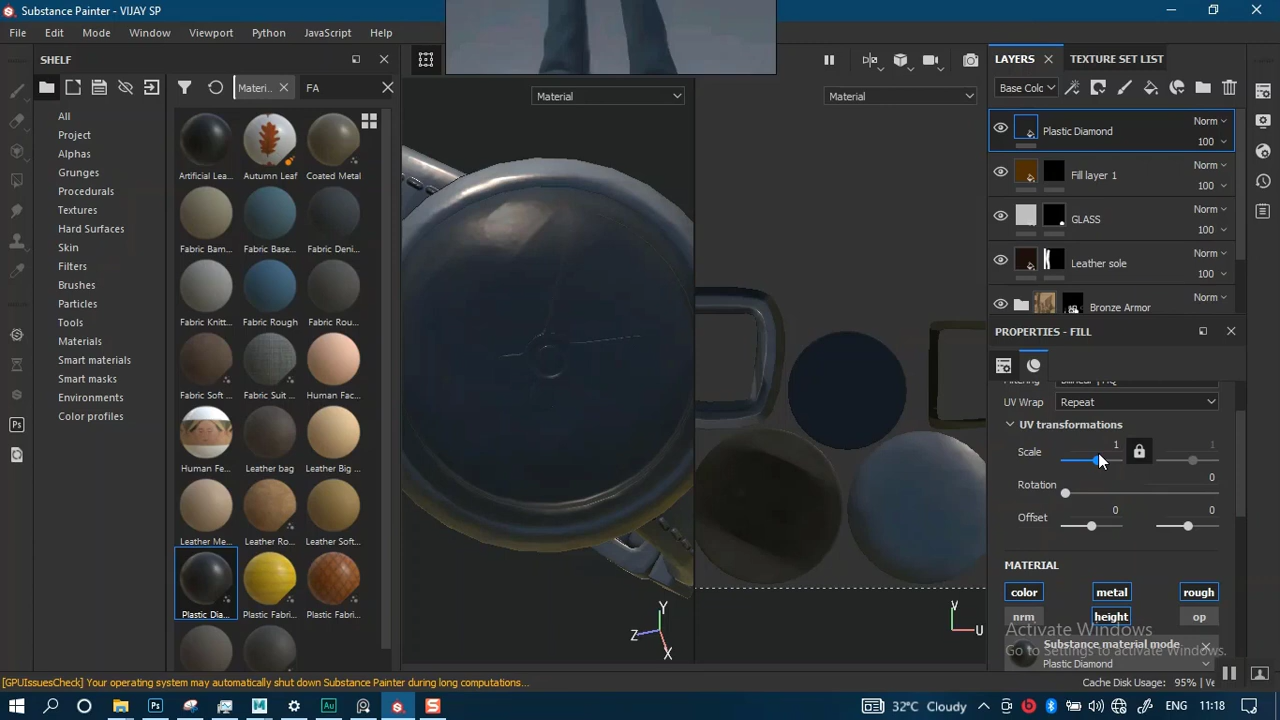 Substance Painter - VIJAY SP
File Edit Mode Window Viewport Python JavaScript Help
SHELF
Materi...
FA
All
Project
Alphas
Grunges
Procedurals
Textures
Hard Surfaces
Skin
Filters
Brushes
Particles
Tools
Materials
Smart materials
Smart masks
Environments
Color profiles
Artificial Lea...
Autumn Leaf
Coated Metal
Fabric Bam...
Fabric Base...
Fabric Deni...
Fabric Knitt...
Fabric Rough
Fabric Rou...
Fabric Soft ...
Fabric Suit ...
Human Fac...
Human Fe...
Leather bag
Leather Big ...
Leather Me...
Leather Ro...
Leather Soft...
Plastic Dia...
Plastic Fabri...
Plastic Fabri...
Material
Material
Z
Y
X
V
U
LAYERS
TEXTURE SET LIST
Base Colc
Plastic Diamond
Norm
100
Fill layer 1
Norm
100
GLASS
Norm
100
Leather sole
Norm
100
Bronze Armor
Norm
PROPERTIES - FILL
Filtering
Bilinear | HQ
UV Wrap
Repeat
UV transformations
Scale
1
1
Rotation
0
Offset
0
0
MATERIAL
color
metal
rough
nrm
height
op
Activate Windows
Go to Settings to activate Windows.
Substance material mode
Plastic Diamond
[GPUIssuesCheck] Your operating system may automatically shut down Substance Painter during long computations...
Cache Disk Usage: 95% | Ve
Ps
Ps
M
Au
S
32°C Cloudy
ENG
11:18